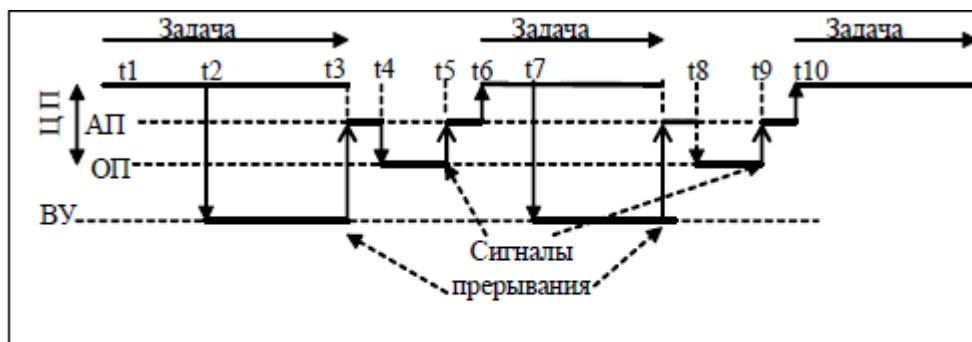 Задача Задача Задача
t1 t2 t3 t4 t5 t6 t7 t8 t9 t10
ЦП
АП
ОП
ВУ
Сигналы
прерывания